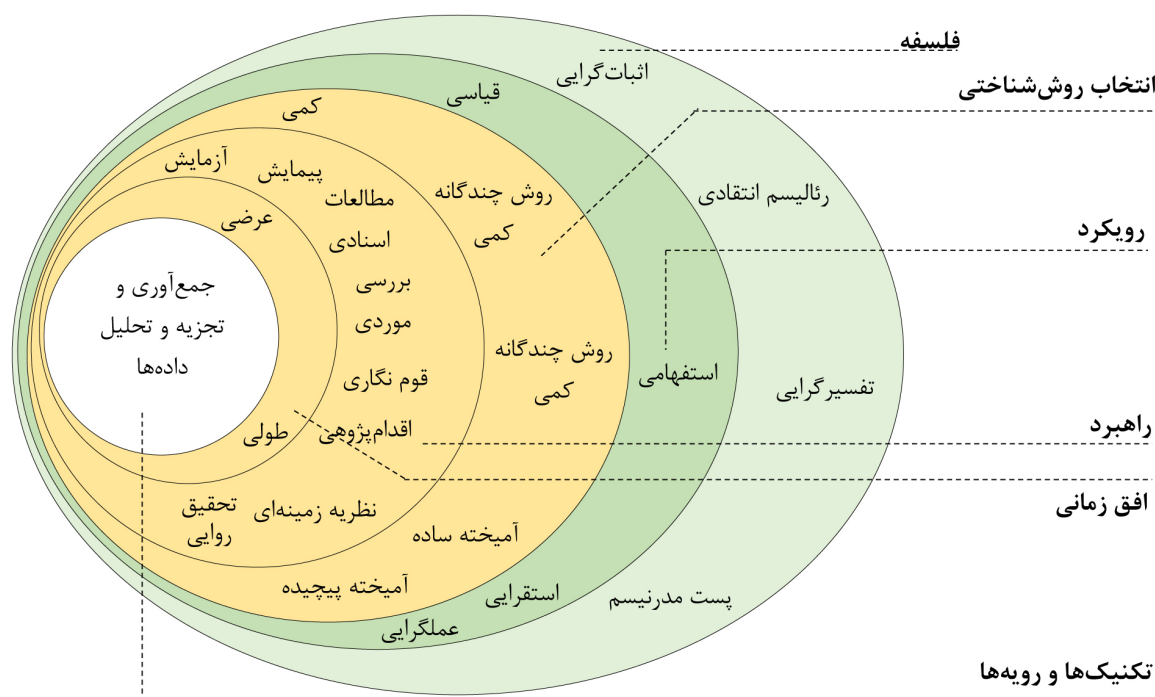 فلسفه
انتخاب روش‌شناختی
رویکرد
راهبرد
افق زمانی
تکنیک‌ها و رویه‌ها
اثبات‌گرایی
رئالیسم انتقادی
تفسیرگرایی
پست مدرنیسم
عملگرایی
قیاسی
استفهامی
استقرایی
کمی
روش چندگانه
کمی
روش چندگانه
کمی
آمیخته ساده
آمیخته پیچیده
آزمایش
پیمایش
مطالعات
اسنادی
بررسی
موردی
قوم نگاری
اقدام‌پژوهی
نظریه زمینه‌ای
تحقیق
روایی
عرضی
طولی
جمع‌آوری و
تجزیه و تحلیل
داده‌ها